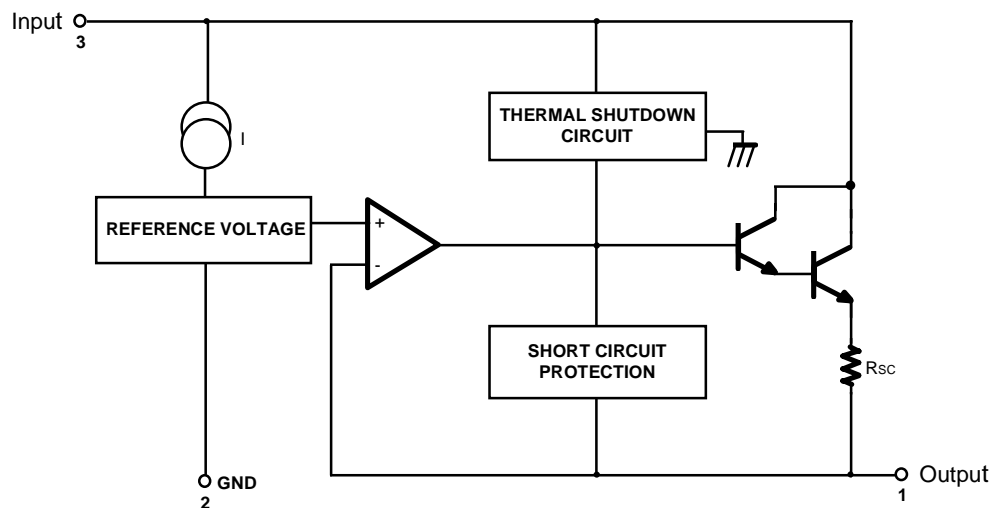 Input
3
THERMAL SHUTDOWN
CIRCUIT
I
REFERENCE VOLTAGE
+
-
SHORT CIRCUIT
PROTECTION
RSC
GND
2
Output
1